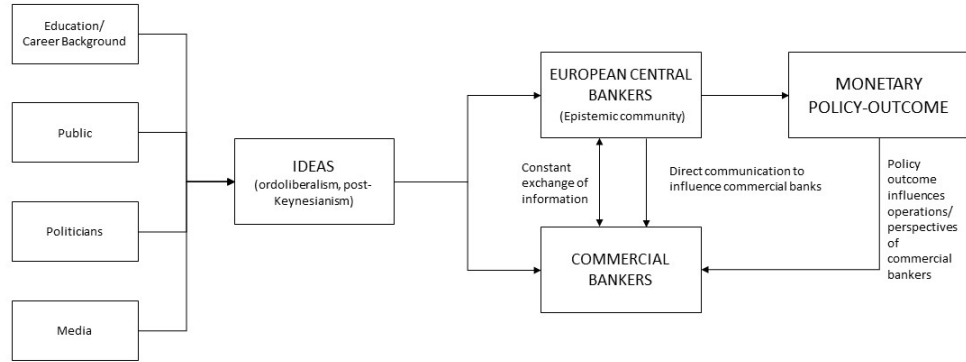 Education/
Career Background
Public
Politicians
Media
IDEAS
(ordoliberalism, post-
Keynesianism)
EUROPEAN CENTRAL
BANKERS
(Epistemic community)
Constant
exchange of
information
Direct communication to
influence commercial banks
COMMERCIAL
BANKERS
MONETARY
POLICY-OUTCOME
Policy
outcome
influences
operations/
perspectives
of
commercial
bankers